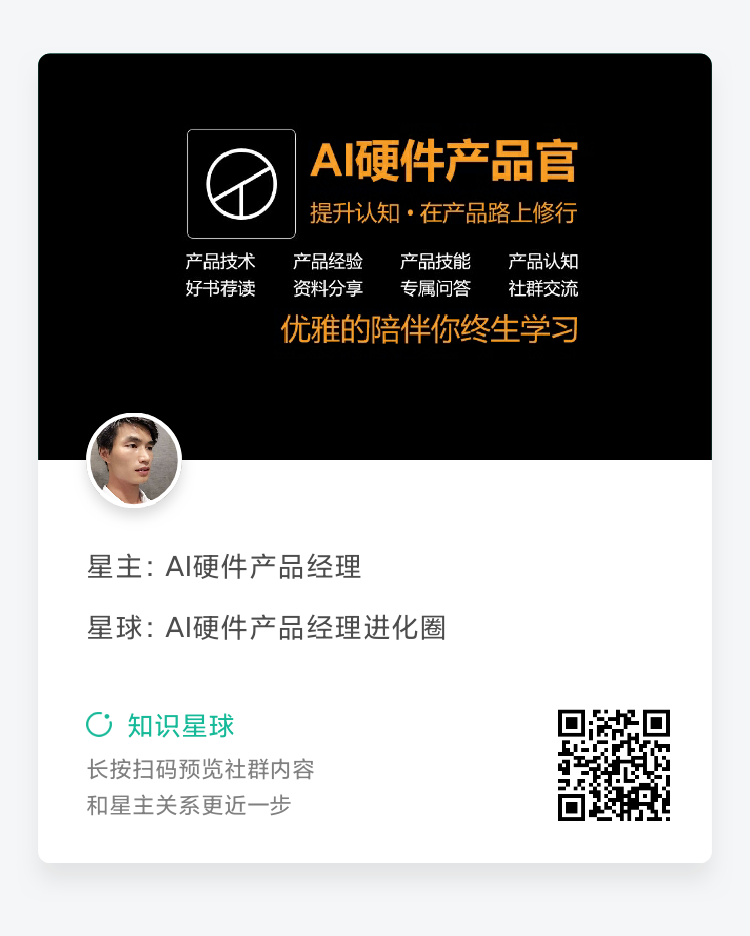 AI硬件产品官
提升认知·在产品路上修行
产品技术 产品经验 产品技能 产品认知
好书荐读 资料分享 专属问答 社群交流
优雅的陪伴你终生学习
星主: AI硬件产品经理
星球: AI硬件产品经理进化圈
知识星球
长按扫码预览社群内容
和星主关系更近一步